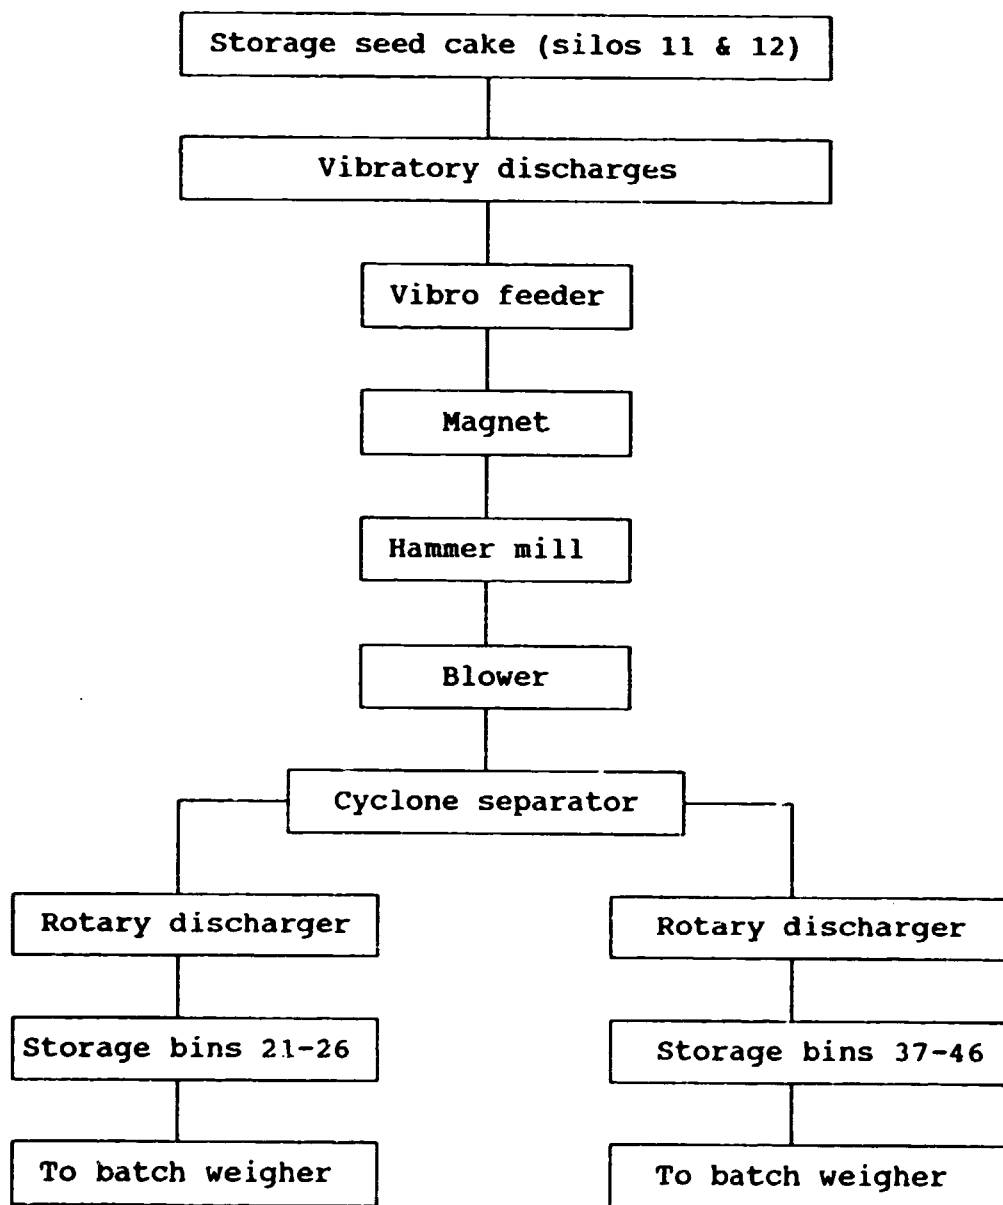 Storage seed cake (silos 11 & 12)
Vibratory discharges
Vibro feeder
Magnet
Hammer mill
Blower
Cyclone separator
Rotary discharger
Rotary discharger
Storage bins 21-26
Storage bins 37-46
To batch weigher
To batch weigher